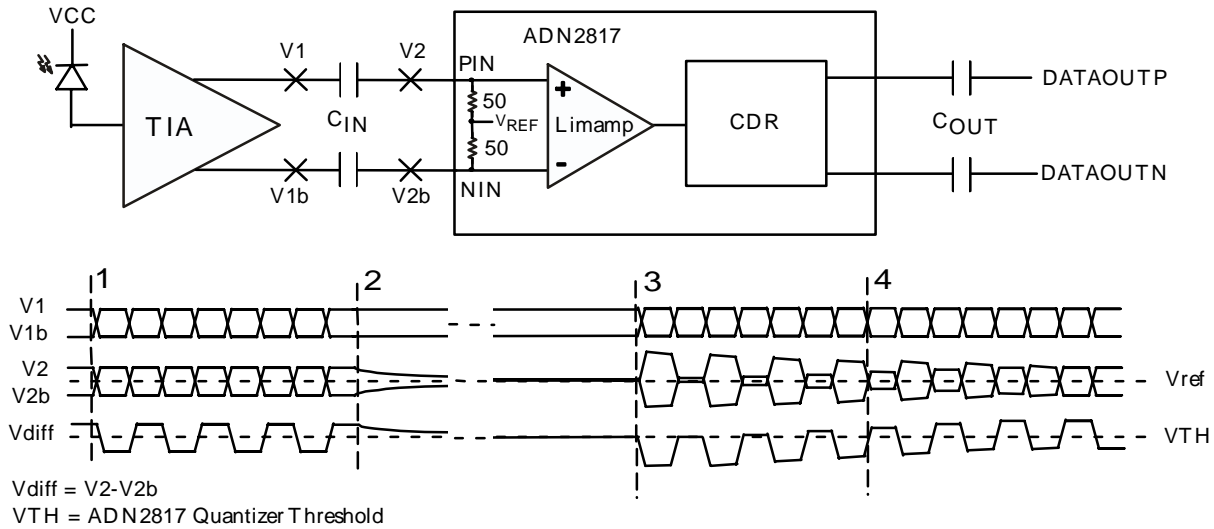 VCC
TIA
V1
CIN
V1b
V2
V2b
ADN2817
PIN
50
VREF
50
NIN
+
Limamp
-
CDR
COUT
DATAOUTP
DATAOUTN
1
2
3
4
V1
V1b
V2
V2b
Vref
Vdiff
VTH
Vdiff = V2-V2b
VTH = ADN2817 Quantizer Threshold